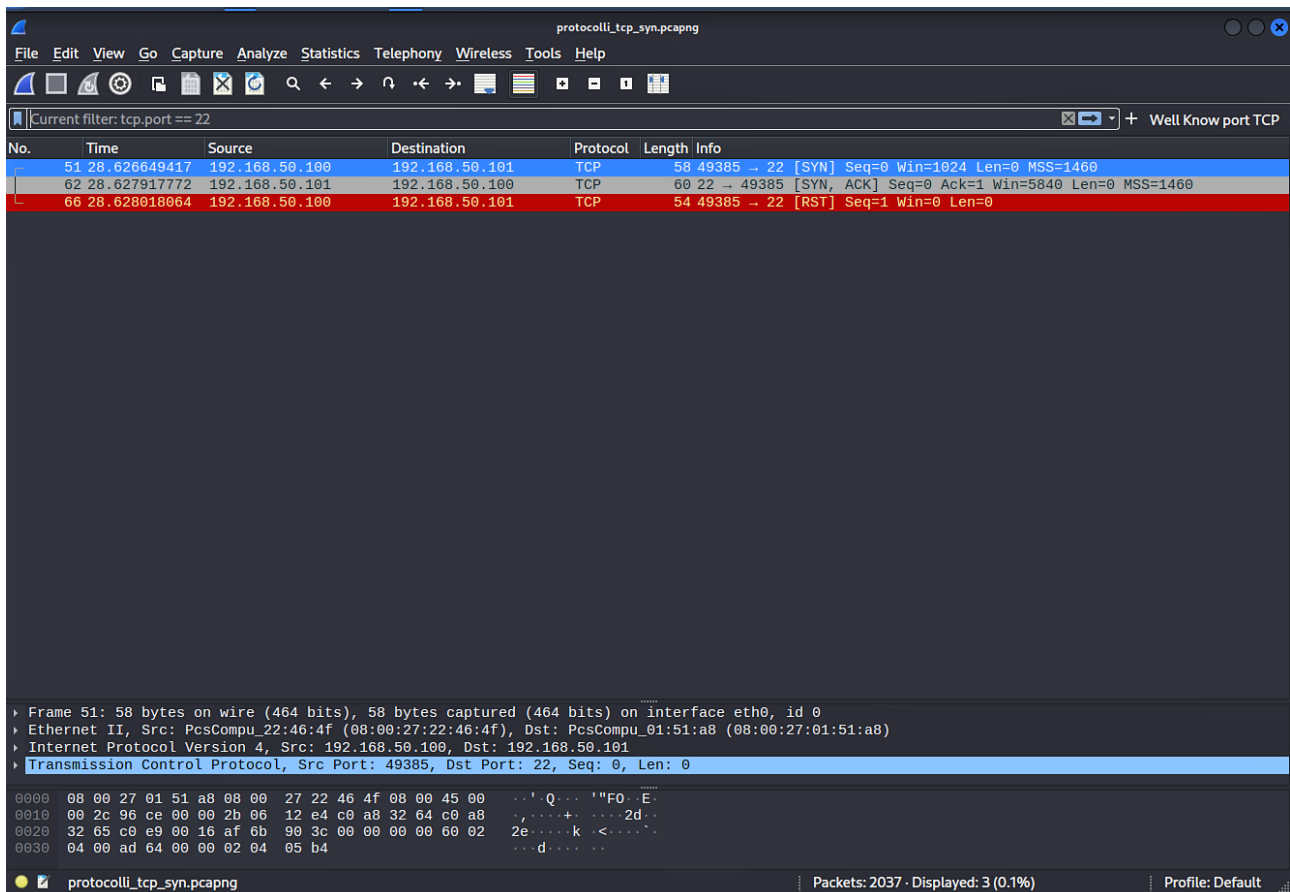 protocolli_tcp_syn.pcapng
File Edit View Go Capture Analyze Statistics Telephony Wireless Tools Help
Current filter: tcp.port == 22
+ Well Know port TCP
No. Time Source Destination Protocol Length Info
51 28.626649417 192.168.50.100 192.168.50.101 TCP 58 49385 → 22 [SYN] Seq=0 Win=1024 Len=0 MSS=1460
62 28.627917772 192.168.50.101 192.168.50.100 TCP 60 22 → 49385 [SYN, ACK] Seq=0 Ack=1 Win=5840 Len=0 MSS=1460
66 28.628018064 192.168.50.100 192.168.50.101 TCP 54 49385 → 22 [RST] Seq=1 Win=0 Len=0
Frame 51: 58 bytes on wire (464 bits), 58 bytes captured (464 bits) on interface eth0, id 0
Ethernet II, Src: PcsCompu_22:46:4f (08:00:27:22:46:4f), Dst: PcsCompu_01:51:a8 (08:00:27:01:51:a8)
Internet Protocol Version 4, Src: 192.168.50.100, Dst: 192.168.50.101
Transmission Control Protocol, Src Port: 49385, Dst Port: 22, Seq: 0, Len: 0
0000 08 00 27 01 51 a8 08 00 27 22 46 4f 08 00 45 00 ··'·Q··· '"FO··E·
0010 00 2c 96 ce 00 00 2b 06 12 e4 c0 a8 32 64 c0 a8 ·,····+· ····2d··
0020 32 65 c0 e9 00 16 af 6b 90 3c 00 00 00 00 60 02 2e·····k ·<····`·
0030 04 00 ad 64 00 00 02 04 05 b4 ···d···· ··
protocolli_tcp_syn.pcapng
Packets: 2037 · Displayed: 3 (0.1%)
Profile: Default